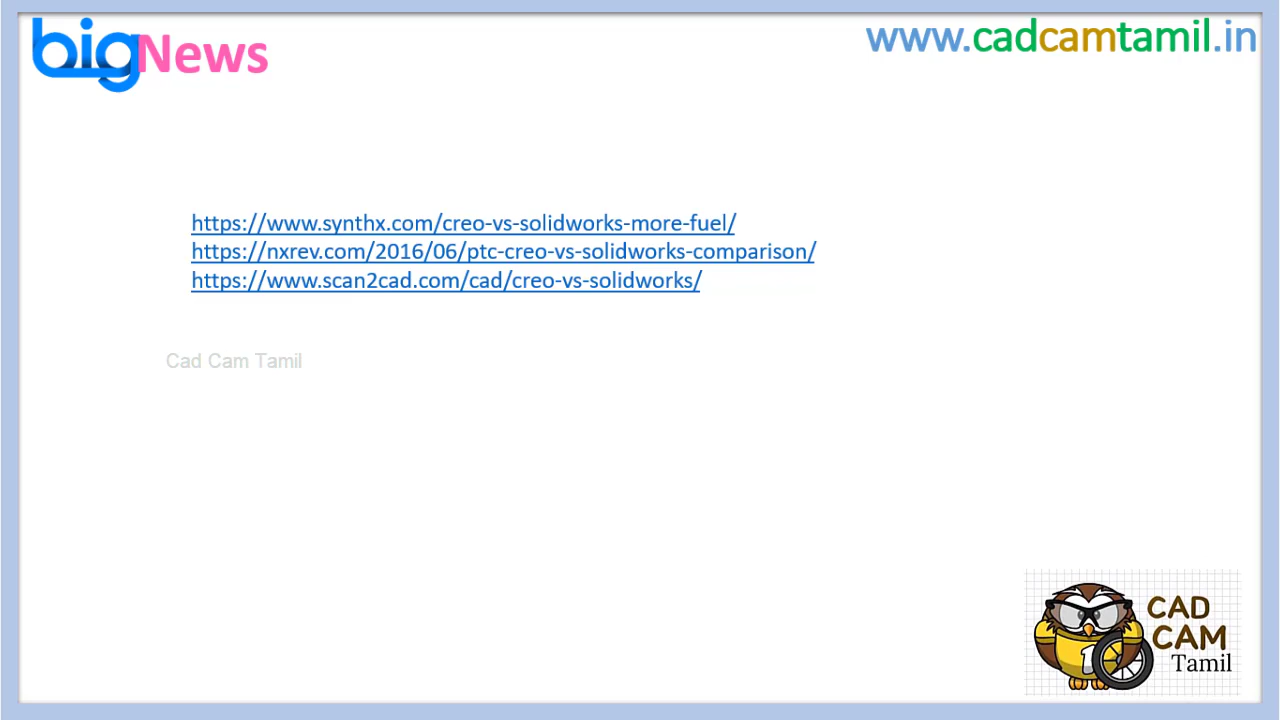 bigNews
www.cadcamtamil.in
https://www.synthx.com/creo-vs-solidworks-more-fuel/
https://nxrev.com/2016/06/ptc-creo-vs-solidworks-comparison/
https://www.scan2cad.com/cad/creo-vs-solidworks/
Cad Cam Tamil
CAD
CAM
Tamil
1